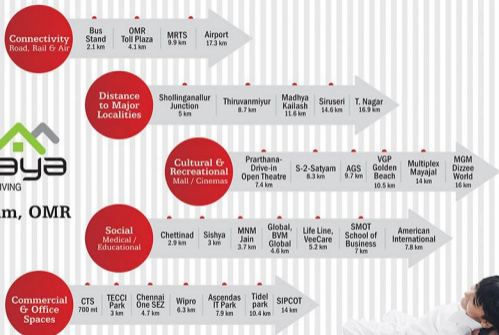 Connectivity
Road, Rail & Air
Bus
Stand
2.1 km
OMR
Toll Plaza
4.1 km
MRTS
9.9 km
Airport
17.3 km
Distance
to Major
Localities
Shollinganallur
Junction
5 km
Thiruvanmiyur
8.7 km
Madhya
Kailash
11.6 km
Siruseri
14.6 km
T. Nagar
16.9 km
aya
IVING
m, OMR
Cultural &
Recreational
Mall / Cinemas
Prarthana-
Drive-in
Open Theatre
7.4 km
S-2-Satyam
8.3 km
AGS
9.7 km
VGP
Golden
Beach
10.5 km
Multiplex
Mayajal
14 km
MGM
Dizzee
World
16 km
Social
Medical /
Educational
Chettinad
2.9 km
Sishya
3 km
MNM
Jain
3.7 km
Global,
BVM
Global
4.6 km
Life Line,
VeeCare
5.2 km
SMOT
School of
Business
7 km
American
International
7.8 km
Commercial
& Office
Spaces
CTS
700 mt
TECCI
Park
3 km
Chennai
One SEZ
4.7 km
Wipro
6.3 km
Ascendas
IT Park
7.9 km
Tidel
park
10.4 km
SIPCOT
14 km